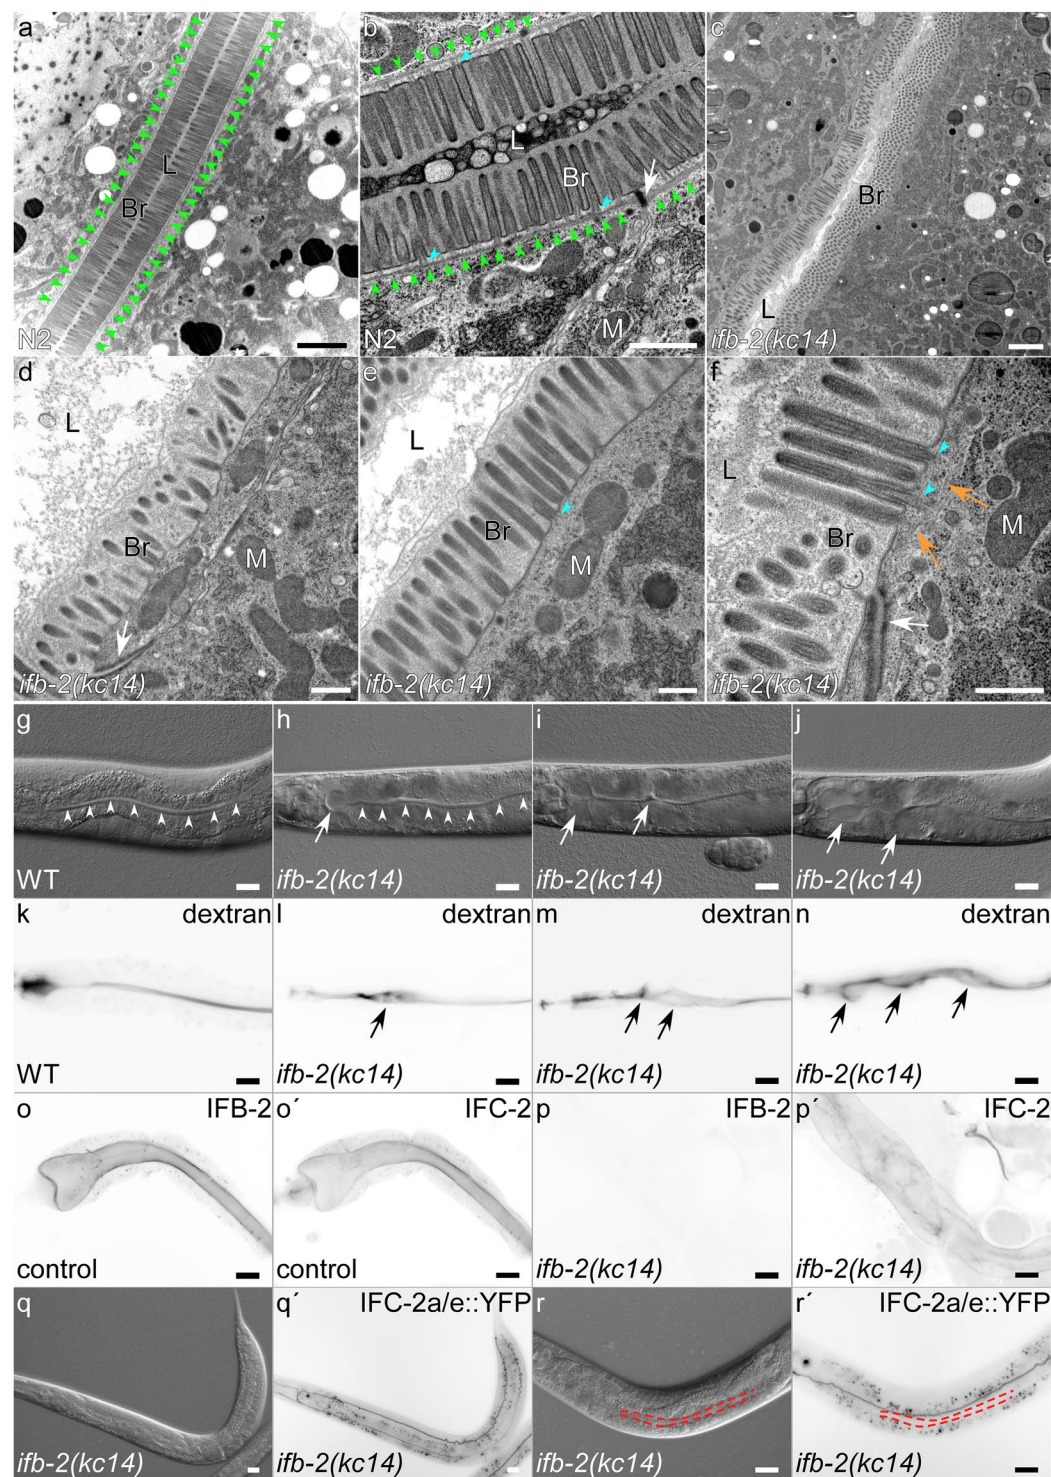 a
L
Br
N2
b
L
Br
M
N2
c
Br
L
ifb-2(kc14)
d
L
Br
M
ifb-2(kc14)
e
L
Br
M
ifb-2(kc14)
f
L
Br
M
ifb-2(kc14)
g
WT
h
ifb-2(kc14)
i
ifb-2(kc14)
j
ifb-2(kc14)
k
dextran
WT
l
dextran
ifb-2(kc14)
m
dextran
ifb-2(kc14)
n
dextran
ifb-2(kc14)
o
IFB-2
control
o´
IFC-2
control
p
IFB-2
ifb-2(kc14)
p´
IFC-2
ifb-2(kc14)
q
ifb-2(kc14)
q´
IFC-2a/e::YFP
ifb-2(kc14)
r
ifb-2(kc14)
r´
IFC-2a/e::YFP
ifb-2(kc14)